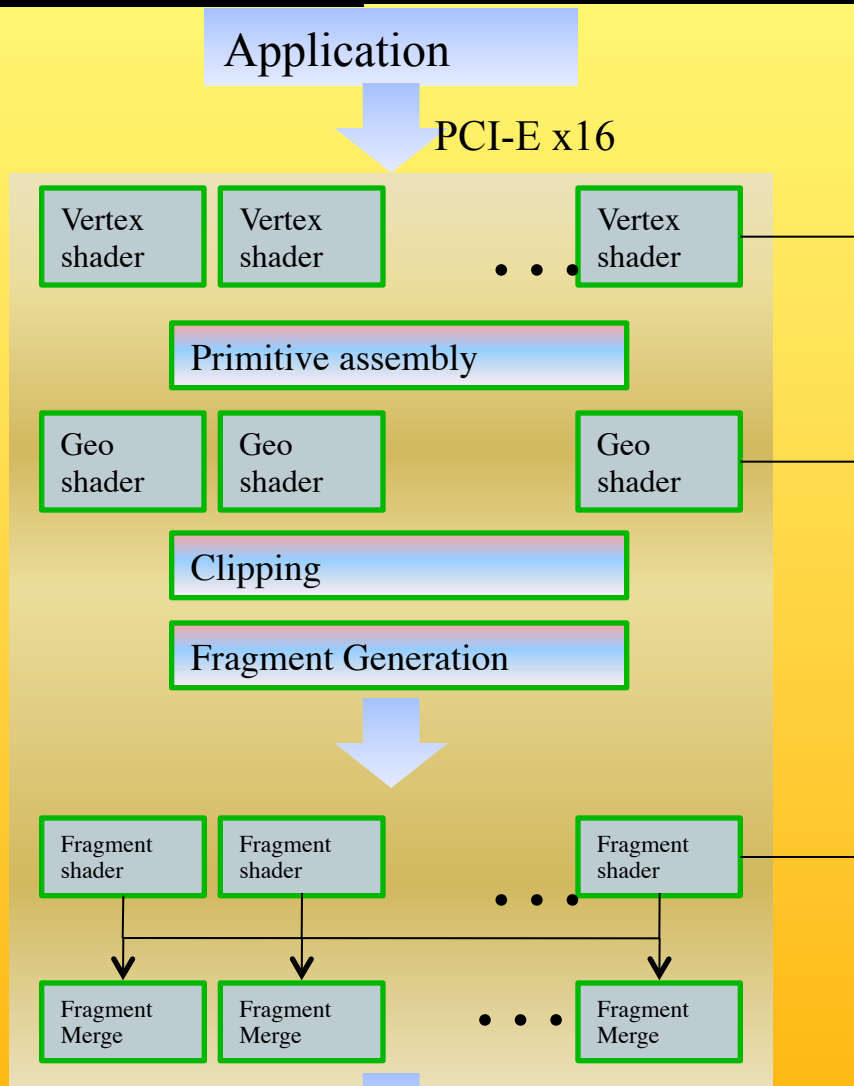 Application
PCI-E x16
Vertex
shader
Vertex
shader
. . .
Vertex
shader
Primitive assembly
Geo
shader
Geo
shader
Geo
shader
Clipping
Fragment Generation
Fragment
shader
Fragment
shader
. . .
Fragment
shader
Fragment
Merge
Fragment
Merge
. . .
Fragment
Merge